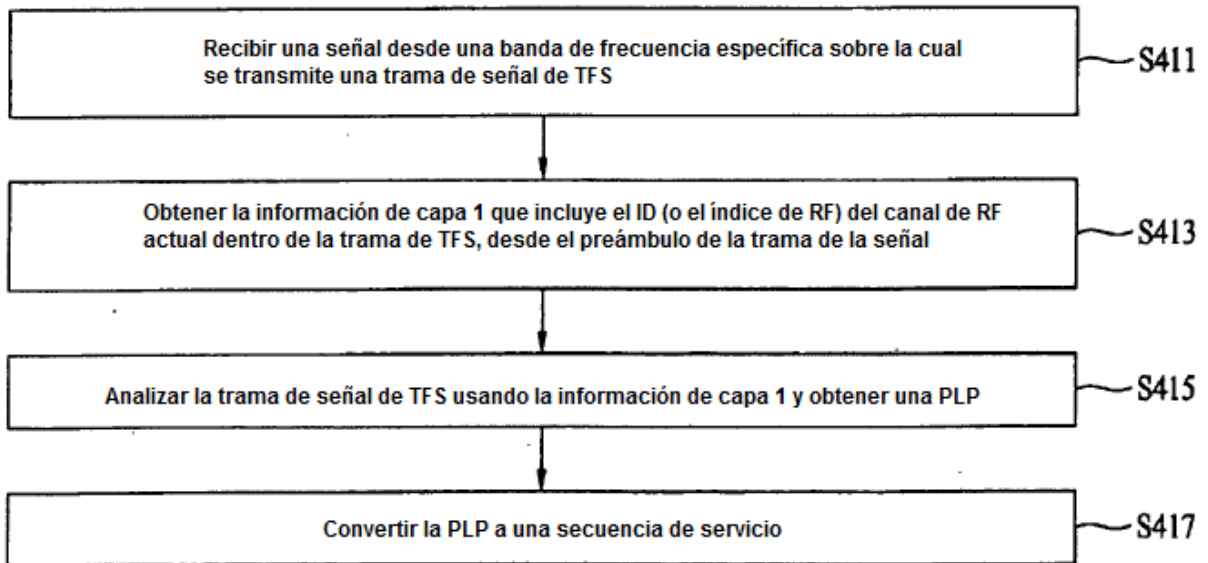 Recibir una señal desde una banda de frecuencia específica sobre la cual
se transmite una trama de señal de TFS
S411
Obtener la información de capa 1 que incluye el ID (o el índice de RF) del canal de RF
actual dentro de la trama de TFS, desde el preámbulo de la trama de la señal
S413
Analizar la trama de señal de TFS usando la información de capa 1 y obtener una PLP
S415
Convertir la PLP a una secuencia de servicio
S417